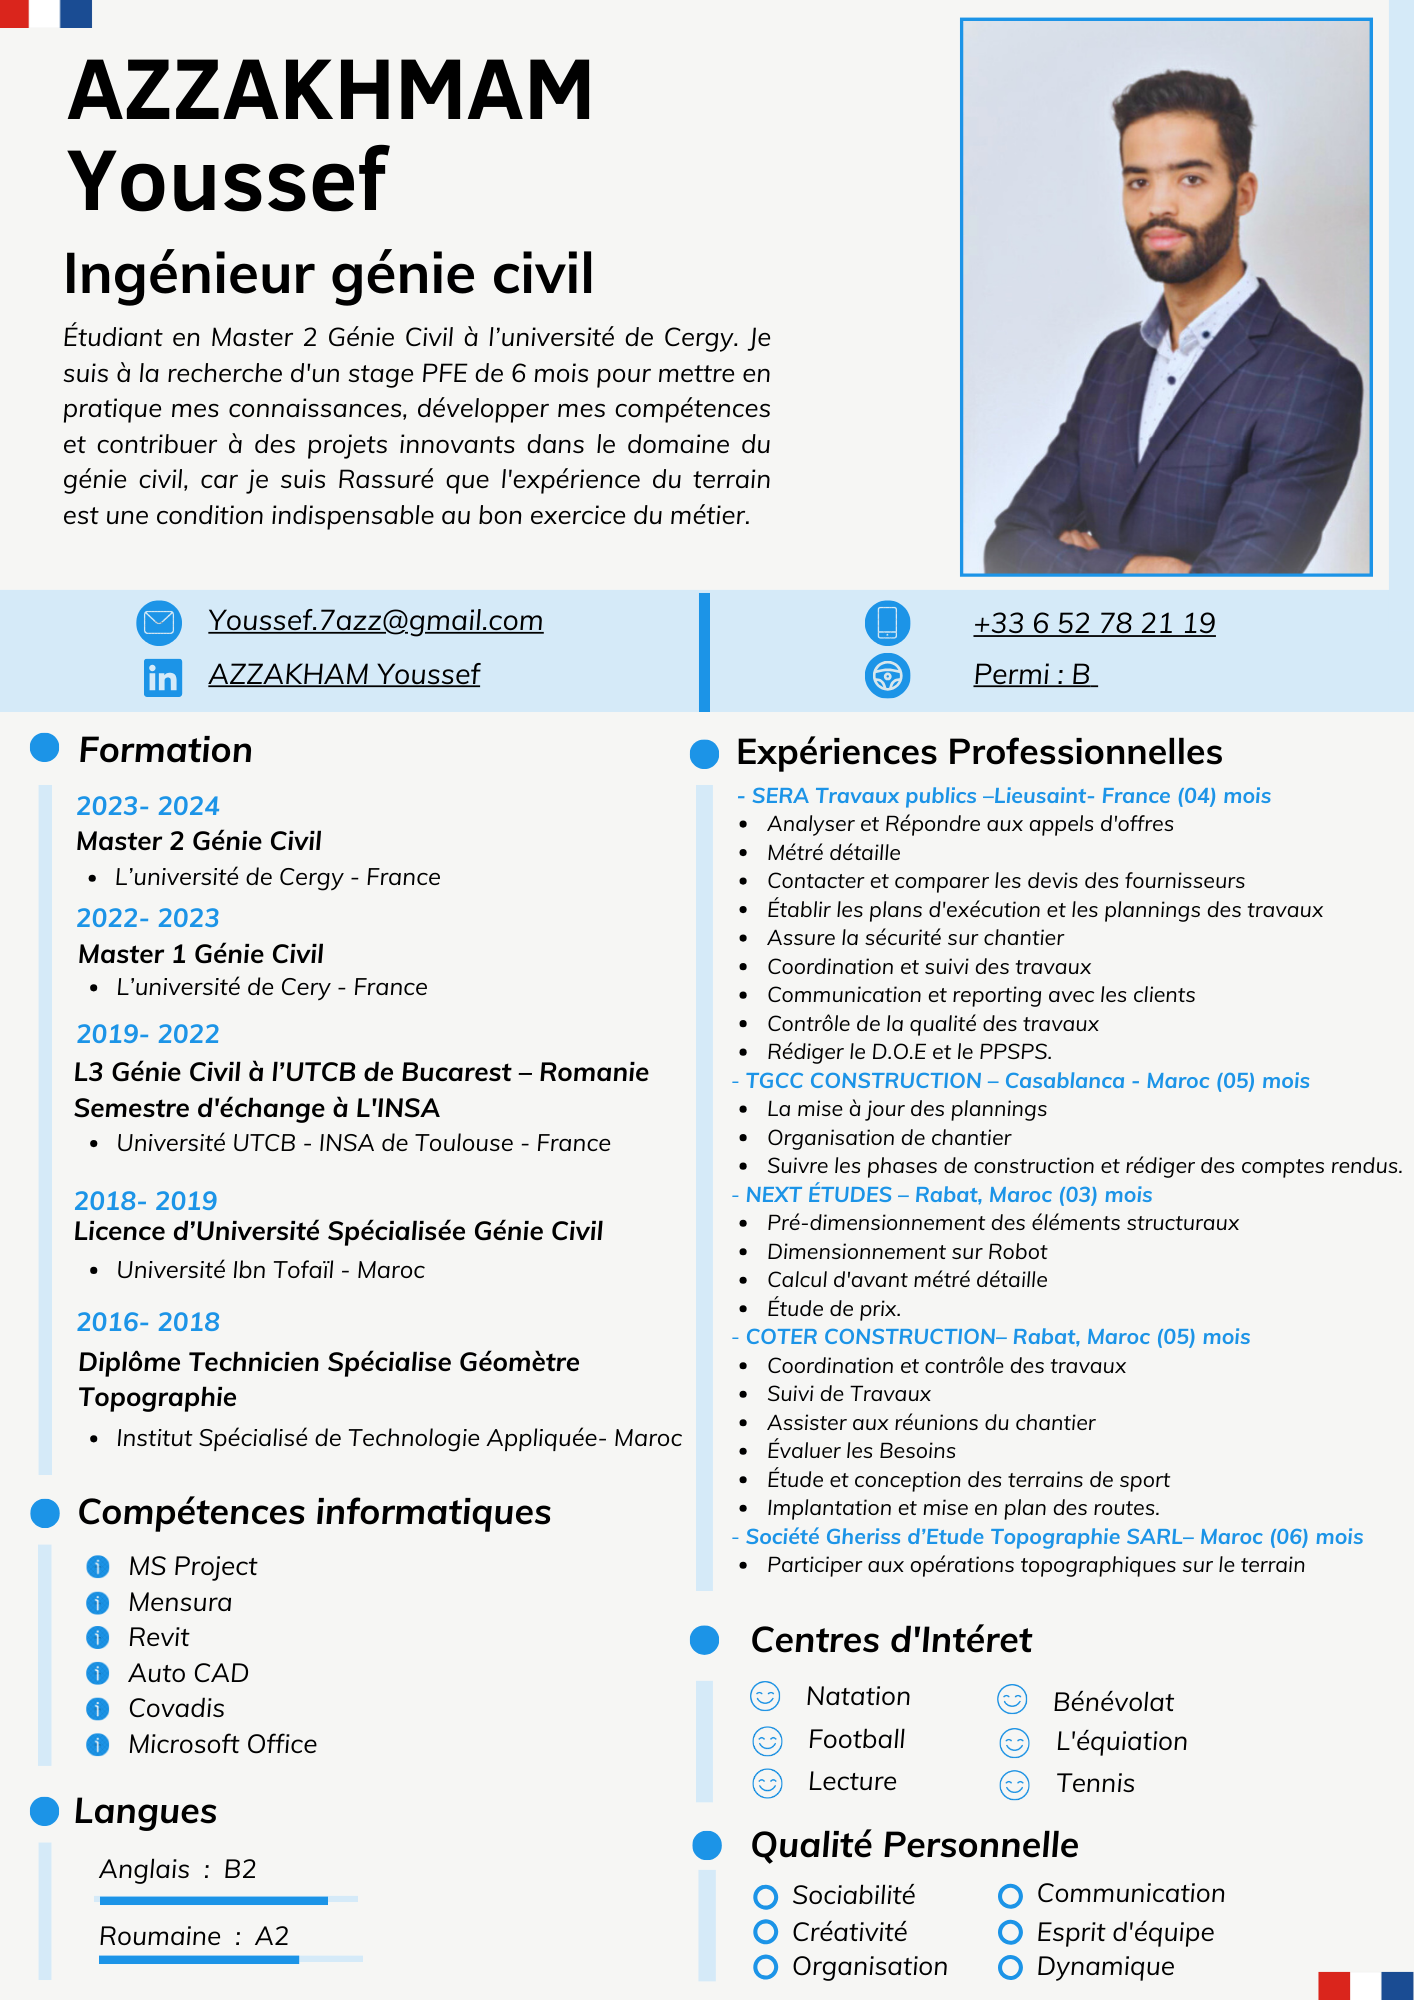 AZZAKHMAM
Youssef
Ingénieur génie civil
Étudiant en Master 2 Génie Civil à l’université de Cergy. Je
suis à la recherche d'un stage PFE de 6 mois pour mettre en
pratique mes connaissances, développer mes compétences
et contribuer à des projets innovants dans le domaine du
génie civil, car je suis Rassuré que l'expérience du terrain
est une condition indispensable au bon exercice du métier.
Youssef.7azz@gmail.com
AZZAKHAM Youssef
+33 6 52 78 21 19
Permi : B
Formation
2023- 2024
Master 2 Génie Civil
• L’université de Cergy - France
2022- 2023
Master 1 Génie Civil
• L’université de Cery - France
2019- 2022
L3 Génie Civil à l’UTCB de Bucarest – Romanie
Semestre d'échange à L'INSA
• Université UTCB - INSA de Toulouse - France
2018- 2019
Licence d’Université Spécialisée Génie Civil
• Université Ibn Tofaïl - Maroc
2016- 2018
Diplôme Technicien Spécialise Géomètre
Topographie
• Institut Spécialisé de Technologie Appliquée- Maroc
Compétences informatiques
MS Project
Mensura
Revit
Auto CAD
Covadis
Microsoft Office
Langues
Anglais : B2
Roumaine : A2
Expériences Professionnelles
- SERA Travaux publics –Lieusaint- France (04) mois
• Analyser et Répondre aux appels d'offres
• Métré détaille
• Contacter et comparer les devis des fournisseurs
• Établir les plans d'exécution et les plannings des travaux
• Assure la sécurité sur chantier
• Coordination et suivi des travaux
• Communication et reporting avec les clients
• Contrôle de la qualité des travaux
• Rédiger le D.O.E et le PPSPS.
- TGCC CONSTRUCTION – Casablanca - Maroc (05) mois
• La mise à jour des plannings
• Organisation de chantier
• Suivre les phases de construction et rédiger des comptes rendus.
- NEXT ÉTUDES – Rabat, Maroc (03) mois
• Pré-dimensionnement des éléments structuraux
• Dimensionnement sur Robot
• Calcul d'avant métré détaille
• Étude de prix.
- COTER CONSTRUCTION– Rabat, Maroc (05) mois
• Coordination et contrôle des travaux
• Suivi de Travaux
• Assister aux réunions du chantier
• Évaluer les Besoins
• Étude et conception des terrains de sport
• Implantation et mise en plan des routes.
- Société Gheriss d’Etude Topographie SARL– Maroc (06) mois
• Participer aux opérations topographiques sur le terrain
Centres d'Intéret
Natation
Football
Lecture
Bénévolat
L'équiation
Tennis
Qualité Personnelle
Sociabilité
Créativité
Organisation
Communication
Esprit d'équipe
Dynamique